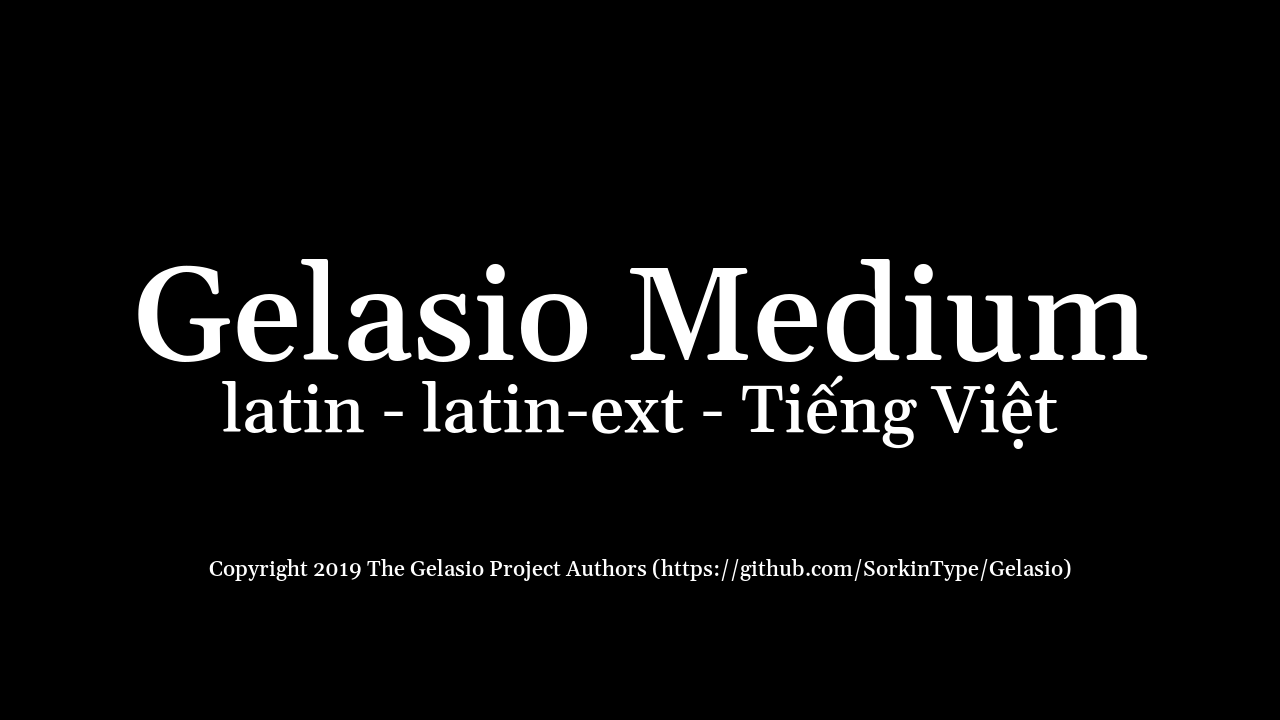 Gelasio Medium
latin - latin-ext - Tiếng Việt
Copyright 2019 The Gelasio Project Authors (https://github.com/SorkinType/Gelasio)